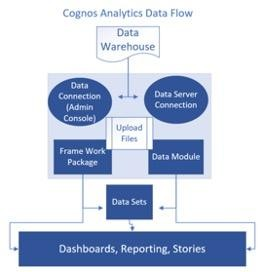 Cognos Analytics Data Flow
Data
Warehouse
Data
Connection
(Admin
Console)
Data Server
Connection
Upload
Files
Frame Work
Package
Data Module
Data Sets
Dashboards, Reporting, Stories